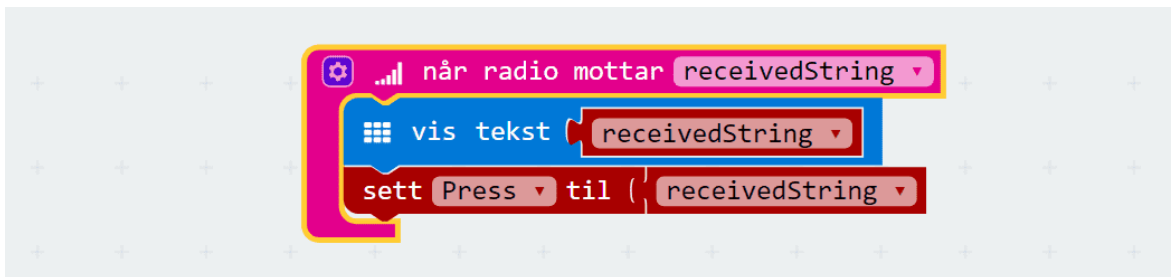 når radio mottar receivedString
vis tekst receivedString
sett Press til receivedString